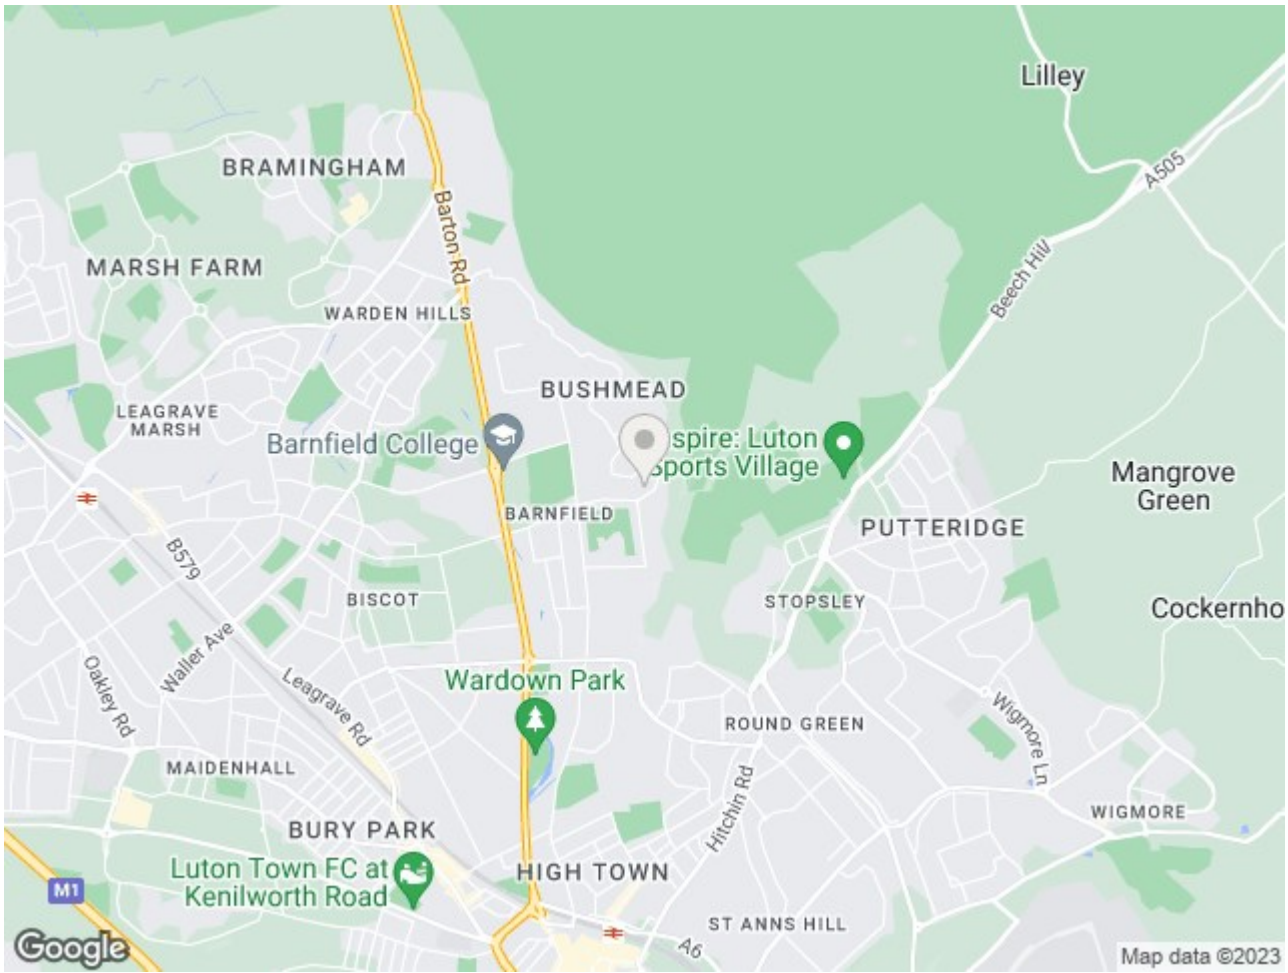 Lilley
A505
BRAMINGHAM
Barton Rd
MARSH FARM
Beech Hill
WARDEN HILLS
BUSHMEAD
LEAGRAVE
MARSH
Barnfield College
spire: Luton
Sports Village
Mangrove
Green
BARNFIELD
PUTTERIDGE
B579
BISCOT
STOPSLEY
Cockernho
Waller Ave
Oakley Rd
Leagrave Rd
Wardown Park
Wigmore Ln
ROUND GREEN
MAIDENHALL
Hitchin Rd
WIGMORE
BURY PARK
Luton Town FC at
Kenilworth Road
HIGH TOWN
M1
ST ANNS HILL
A6
Google
Map data ©2023